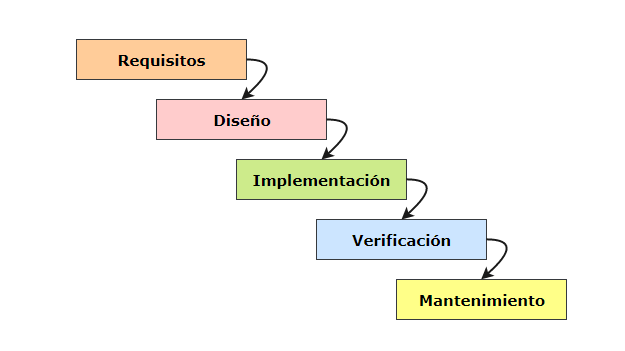 Requisitos
Diseño
Implementación
Verificación
Mantenimiento